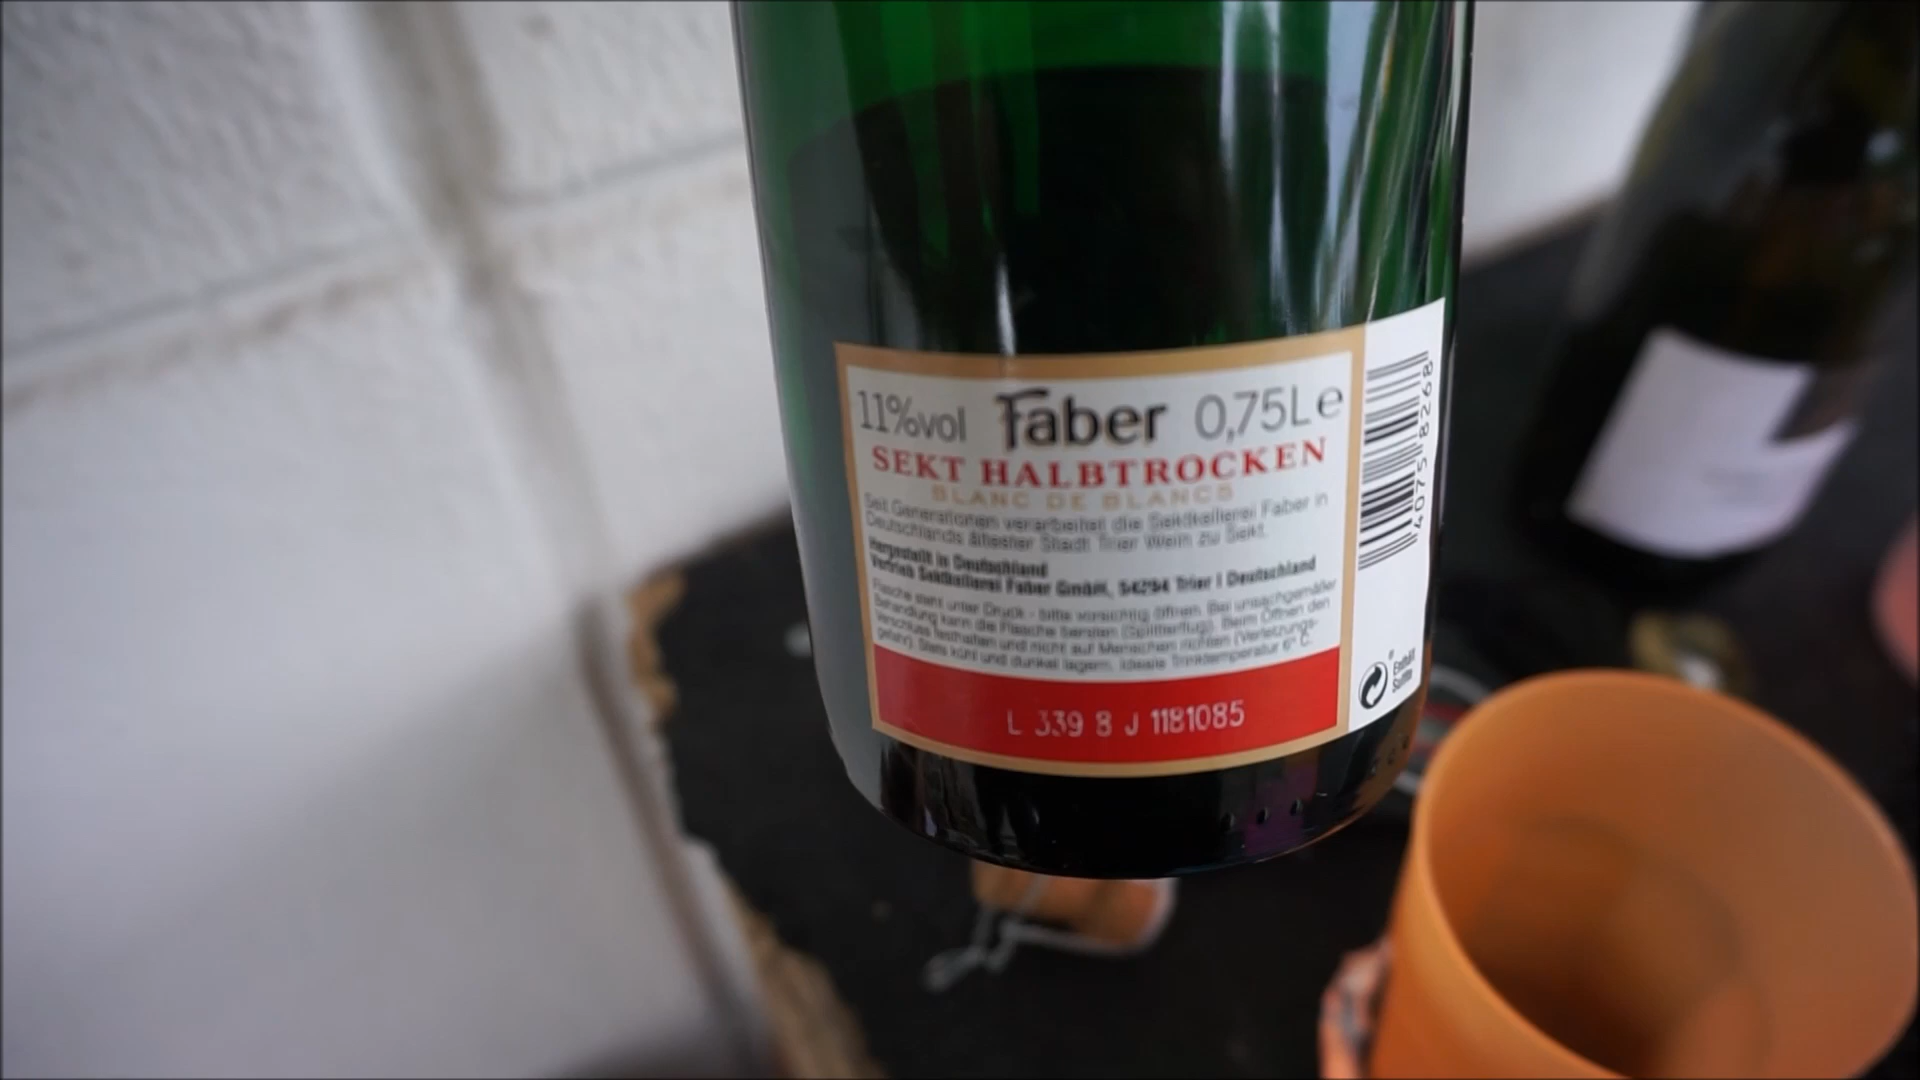 11%vol Faber 0,75L e
SEKT HALBTROCKEN
BLANC DE BLANCS
Seit Generationen verarbeitet die Sektkellerei Faber in
Deutschlands ältester Stadt Trier Wein zu Sekt.
Hergestellt in Deutschland
Vertrieb Sektkellerei Faber GmbH, 54294 Trier | Deutschland
Flasche steht unter Druck - bitte vorsichtig öffnen. Bei unsachgemäßer
Behandlung kann die Flasche bersten (Splitterflug). Beim Öffnen den
Verschluss festhalten und nicht auf Menschen richten (Verletzungs-
gefahr). Stets kühl und dunkel lagern. Ideale Trinktemperatur 6° C.
L 339 8 J 1181085
40758268
Enthält
Sulfite